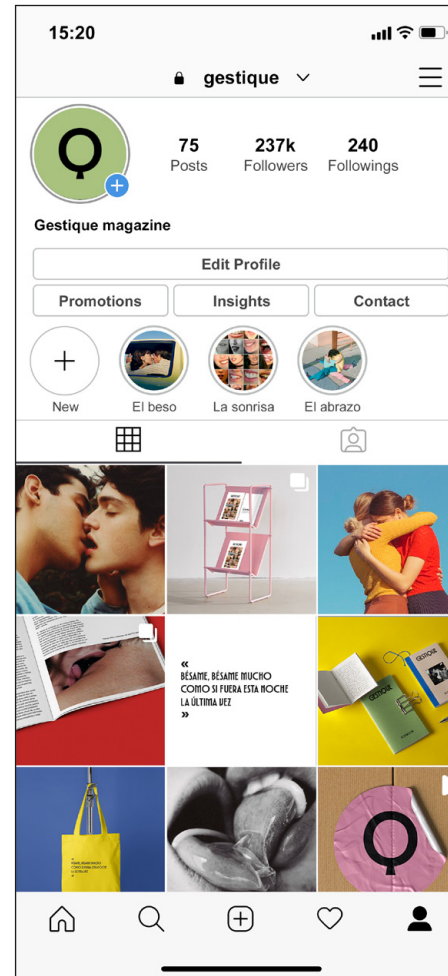 15:20
gestique
75 237k 240
Posts Followers Followings
Gestique magazine
Edit Profile
Promotions Insights Contact
New El beso La sonrisa El abrazo
GESTIQUE
«
BÉSAME, BÉSAME MUCHO
COMO SI FUERA ESTA NOCHE
LA ÚLTIMA VEZ
»
GESTIQUE